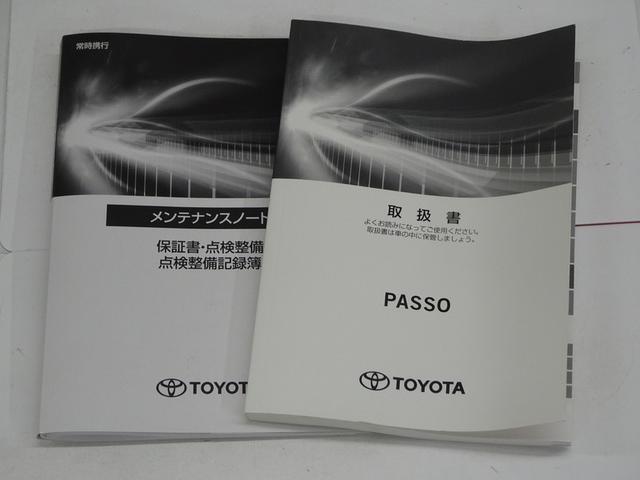 常時携行
メンテナンスノート
保証書・点検整備
点検整備記録簿
TOYOTA
取扱書
よくお読みになってご使用ください。
取扱書は車の中に保管しましょう。
PASSO
TOYOTA